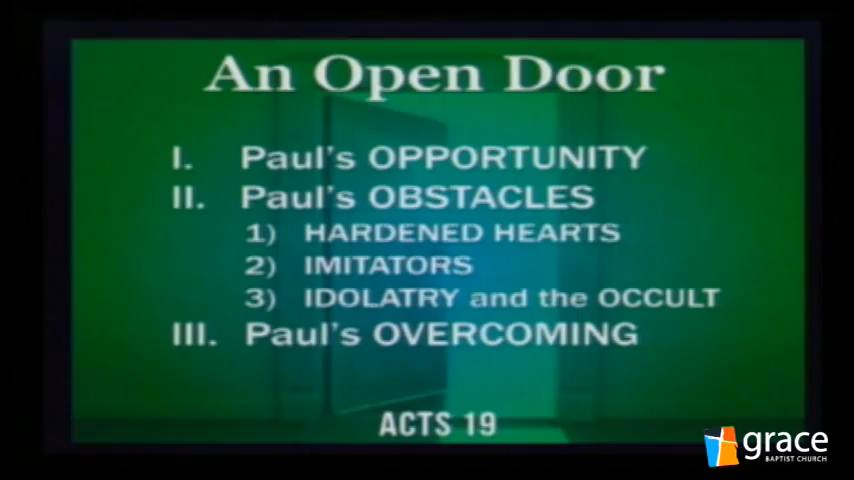 An Open Door
I. Paul's OPPORTUNITY
II. Paul's OBSTACLES
1) HARDENED HEARTS
2) IMITATORS
3) IDOLATRY and the OCCULT
III. Paul's OVERCOMING
ACTS 19
grace
BAPTIST CHURCH